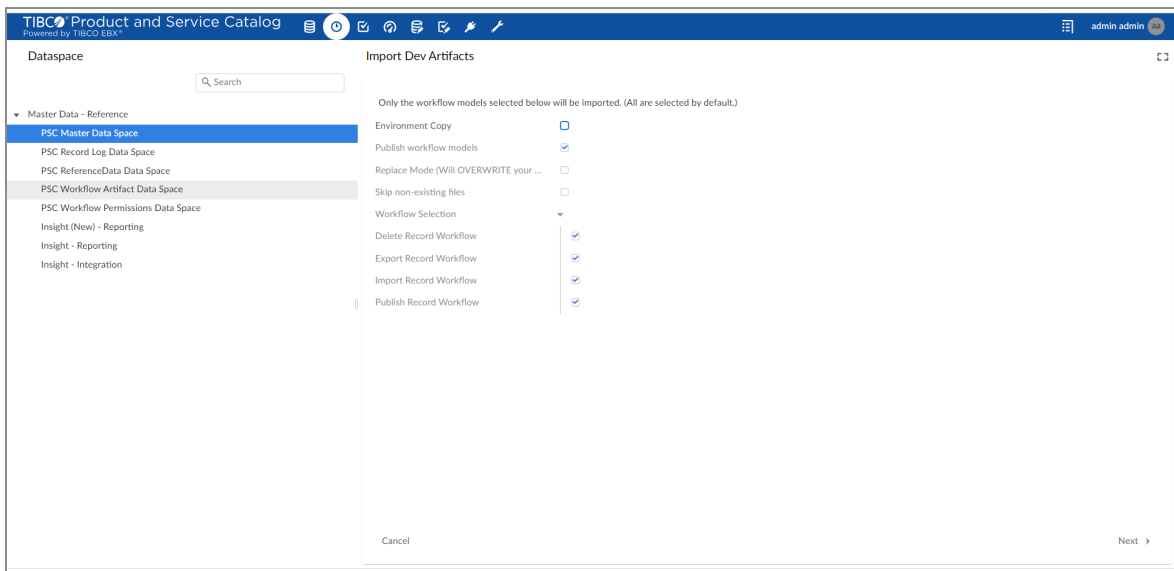 TIBCO® Product and Service Catalog
Powered by TIBCO EBX®
admin admin aa
Dataspace
Import Dev Artifacts
Search
Only the workflow models selected below will be imported. (All are selected by default.)
Master Data - Reference
Environment Copy
PSC Master Data Space
Publish workflow models
PSC Record Log Data Space
Replace Mode (Will OVERWRITE your ...
PSC ReferenceData Data Space
Skip non-existing files
PSC Workflow Artifact Data Space
Workflow Selection
PSC Workflow Permissions Data Space
Delete Record Workflow
Insight (New) - Reporting
Export Record Workflow
Insight - Reporting
Import Record Workflow
Insight - Integration
Publish Record Workflow
Cancel
Next